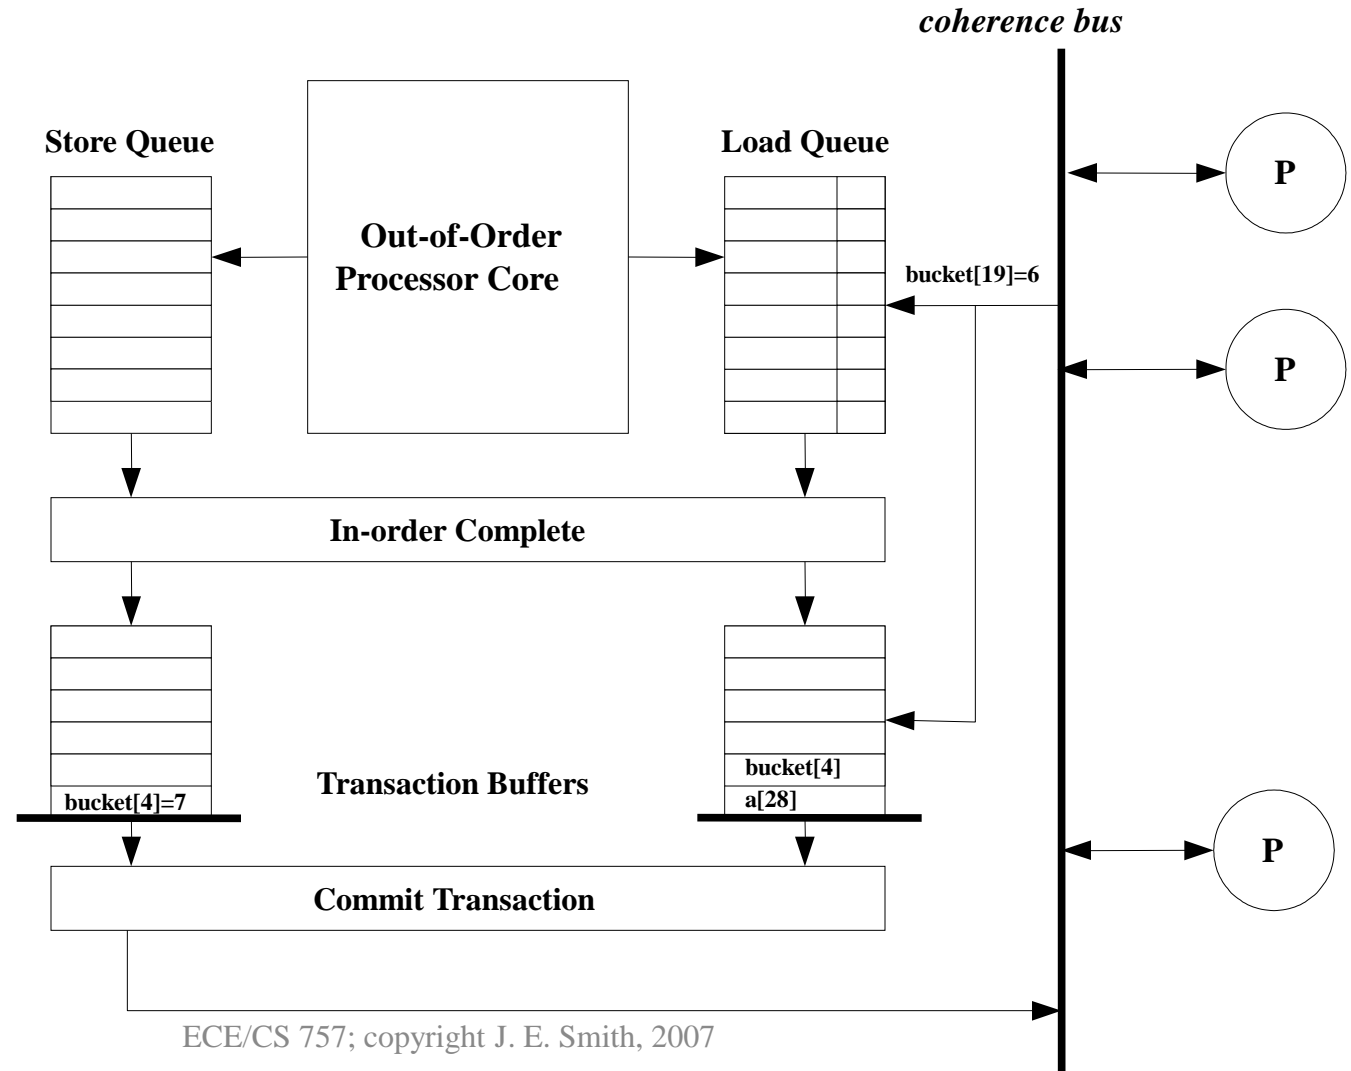 coherence bus
Store Queue
Load Queue
P
Out-of-Order
Processor Core
bucket[19]=6
P
In-order Complete
bucket[4]
Transaction Buffers
bucket[4]=7
a[28]
P
Commit Transaction
ECE/CS 757; copyright J. E. Smith, 2007